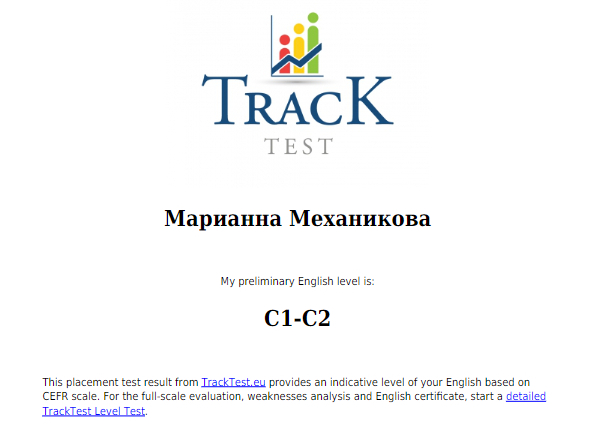 TRACK
TEST
Марианна Механикова
My preliminary English level is:
C1-C2
This placement test result from TrackTest.eu provides an indicative level of your English based on
CEFR scale. For the full-scale evaluation, weaknesses analysis and English certificate, start a detailed
TrackTest Level Test.